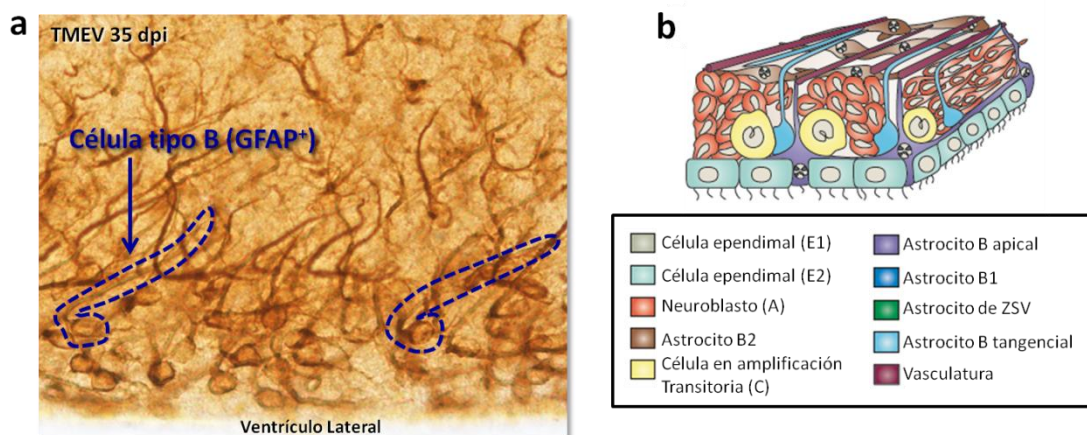 a
TMEV 35 dpi
Célula tipo B (GFAP⁺)
Ventrículo Lateral
b
Célula ependimal (E1)
Célula ependimal (E2)
Neuroblasto (A)
Astrocito B2
Célula en amplificación
Transitoria (C)
Astrocito B apical
Astrocito B1
Astrocito de ZSV
Astrocito B tangencial
Vasculatura